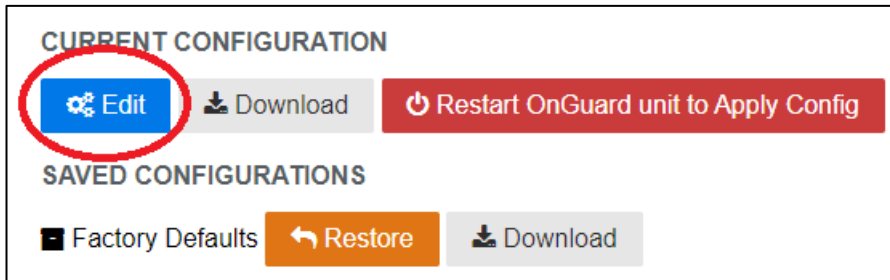 CURRENT CONFIGURATION
Edit Download Restart OnGuard unit to Apply Config
SAVED CONFIGURATIONS
Factory Defaults Restore Download